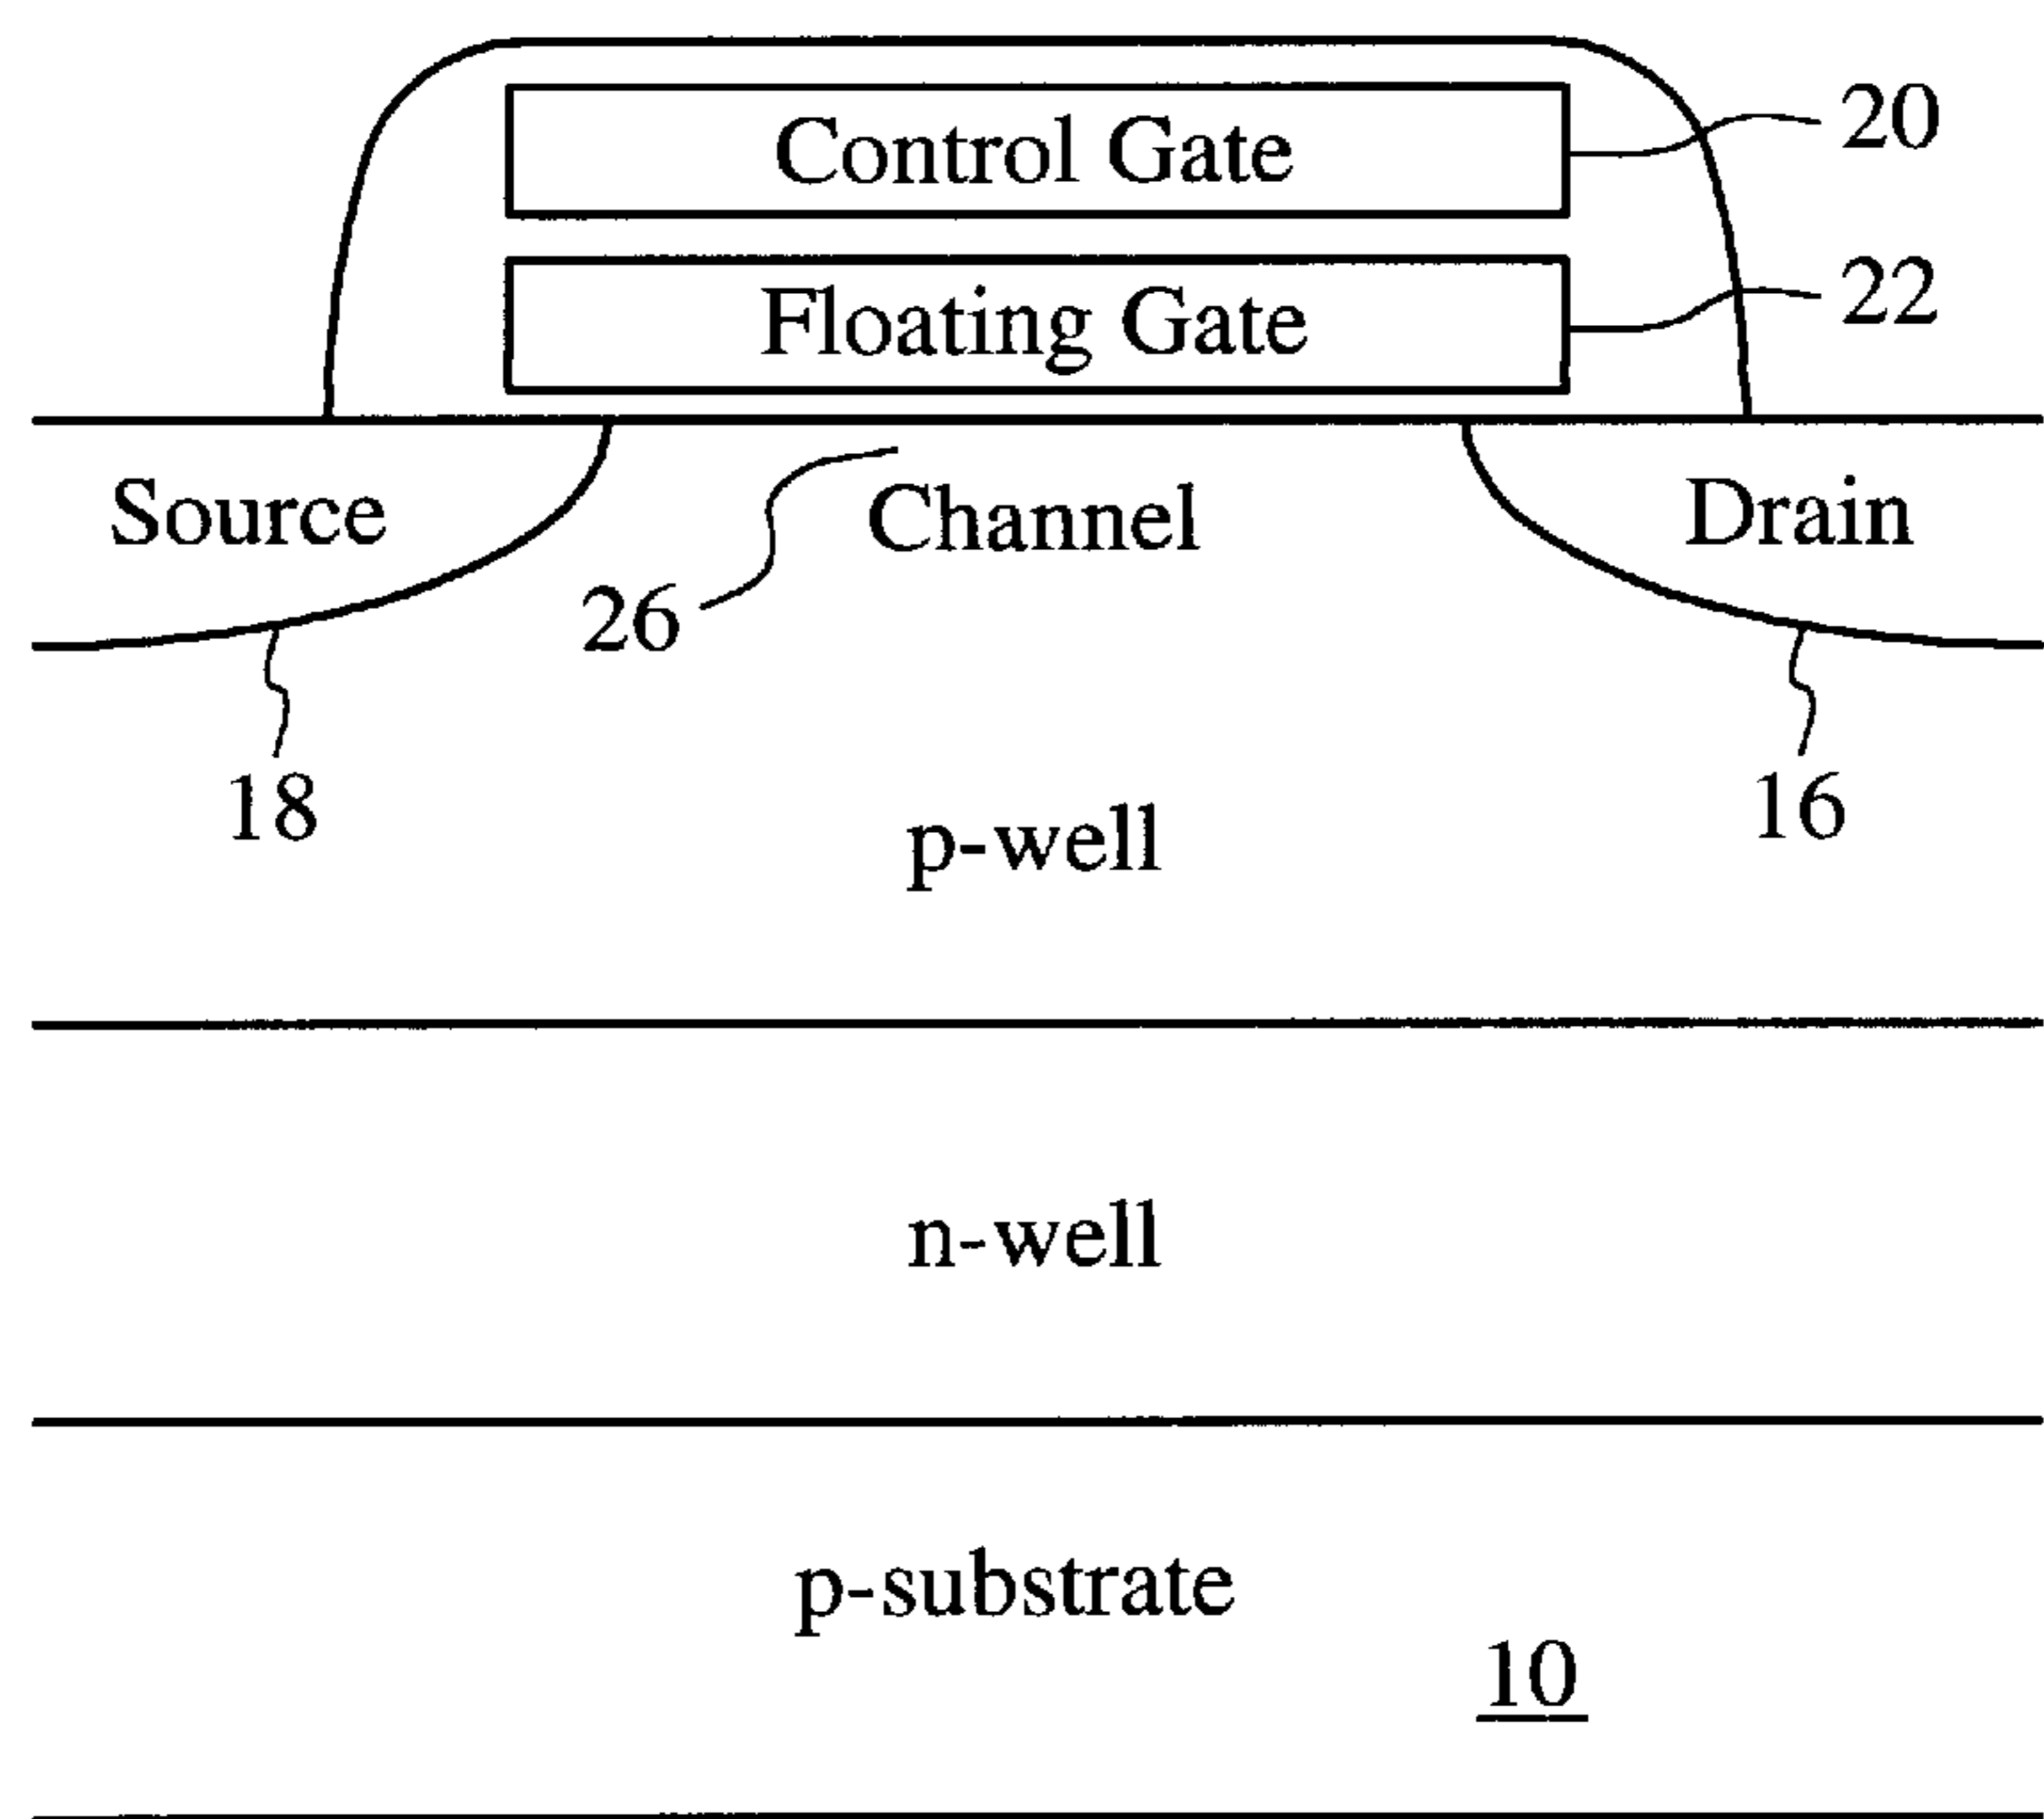 Control Gate
20
Floating Gate
22
Source
Channel
Drain
26
18
16
p-well
n-well
p-substrate
10